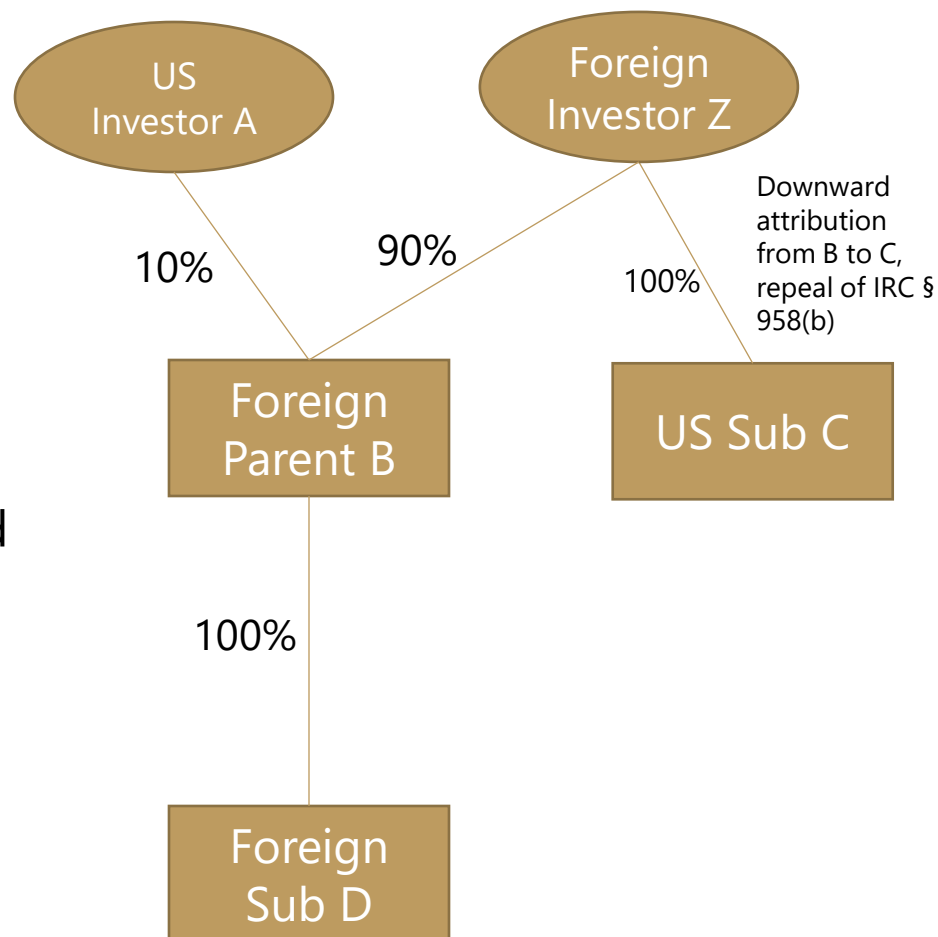 US
Investor A
Foreign
Investor Z
Downward
attribution
from B to C,
repeal of IRC §
958(b)
10%
90%
100%
Foreign
Parent B
US Sub C
d
100%
Foreign
Sub D